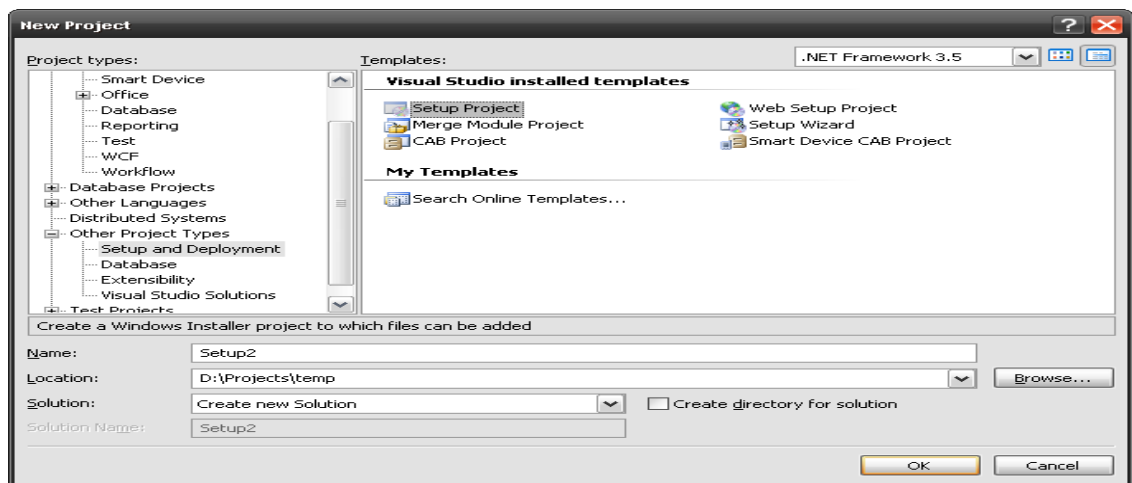 New Project
Project types:
Templates:
.NET Framework 3.5
Smart Device
Office
Database
Reporting
Test
WCF
Workflow
Database Projects
Other Languages
Distributed Systems
Other Project Types
Setup and Deployment
Database
Extensibility
Visual Studio Solutions
Test Projects
Visual Studio installed templates
Setup Project
Web Setup Project
Merge Module Project
Setup Wizard
CAB Project
Smart Device CAB Project
My Templates
Search Online Templates...
Create a Windows Installer project to which files can be added
Name:
Setup2
Location:
D:\Projects\temp
Browse...
Solution:
Create new Solution
Create directory for solution
Solution Name:
Setup2
OK
Cancel